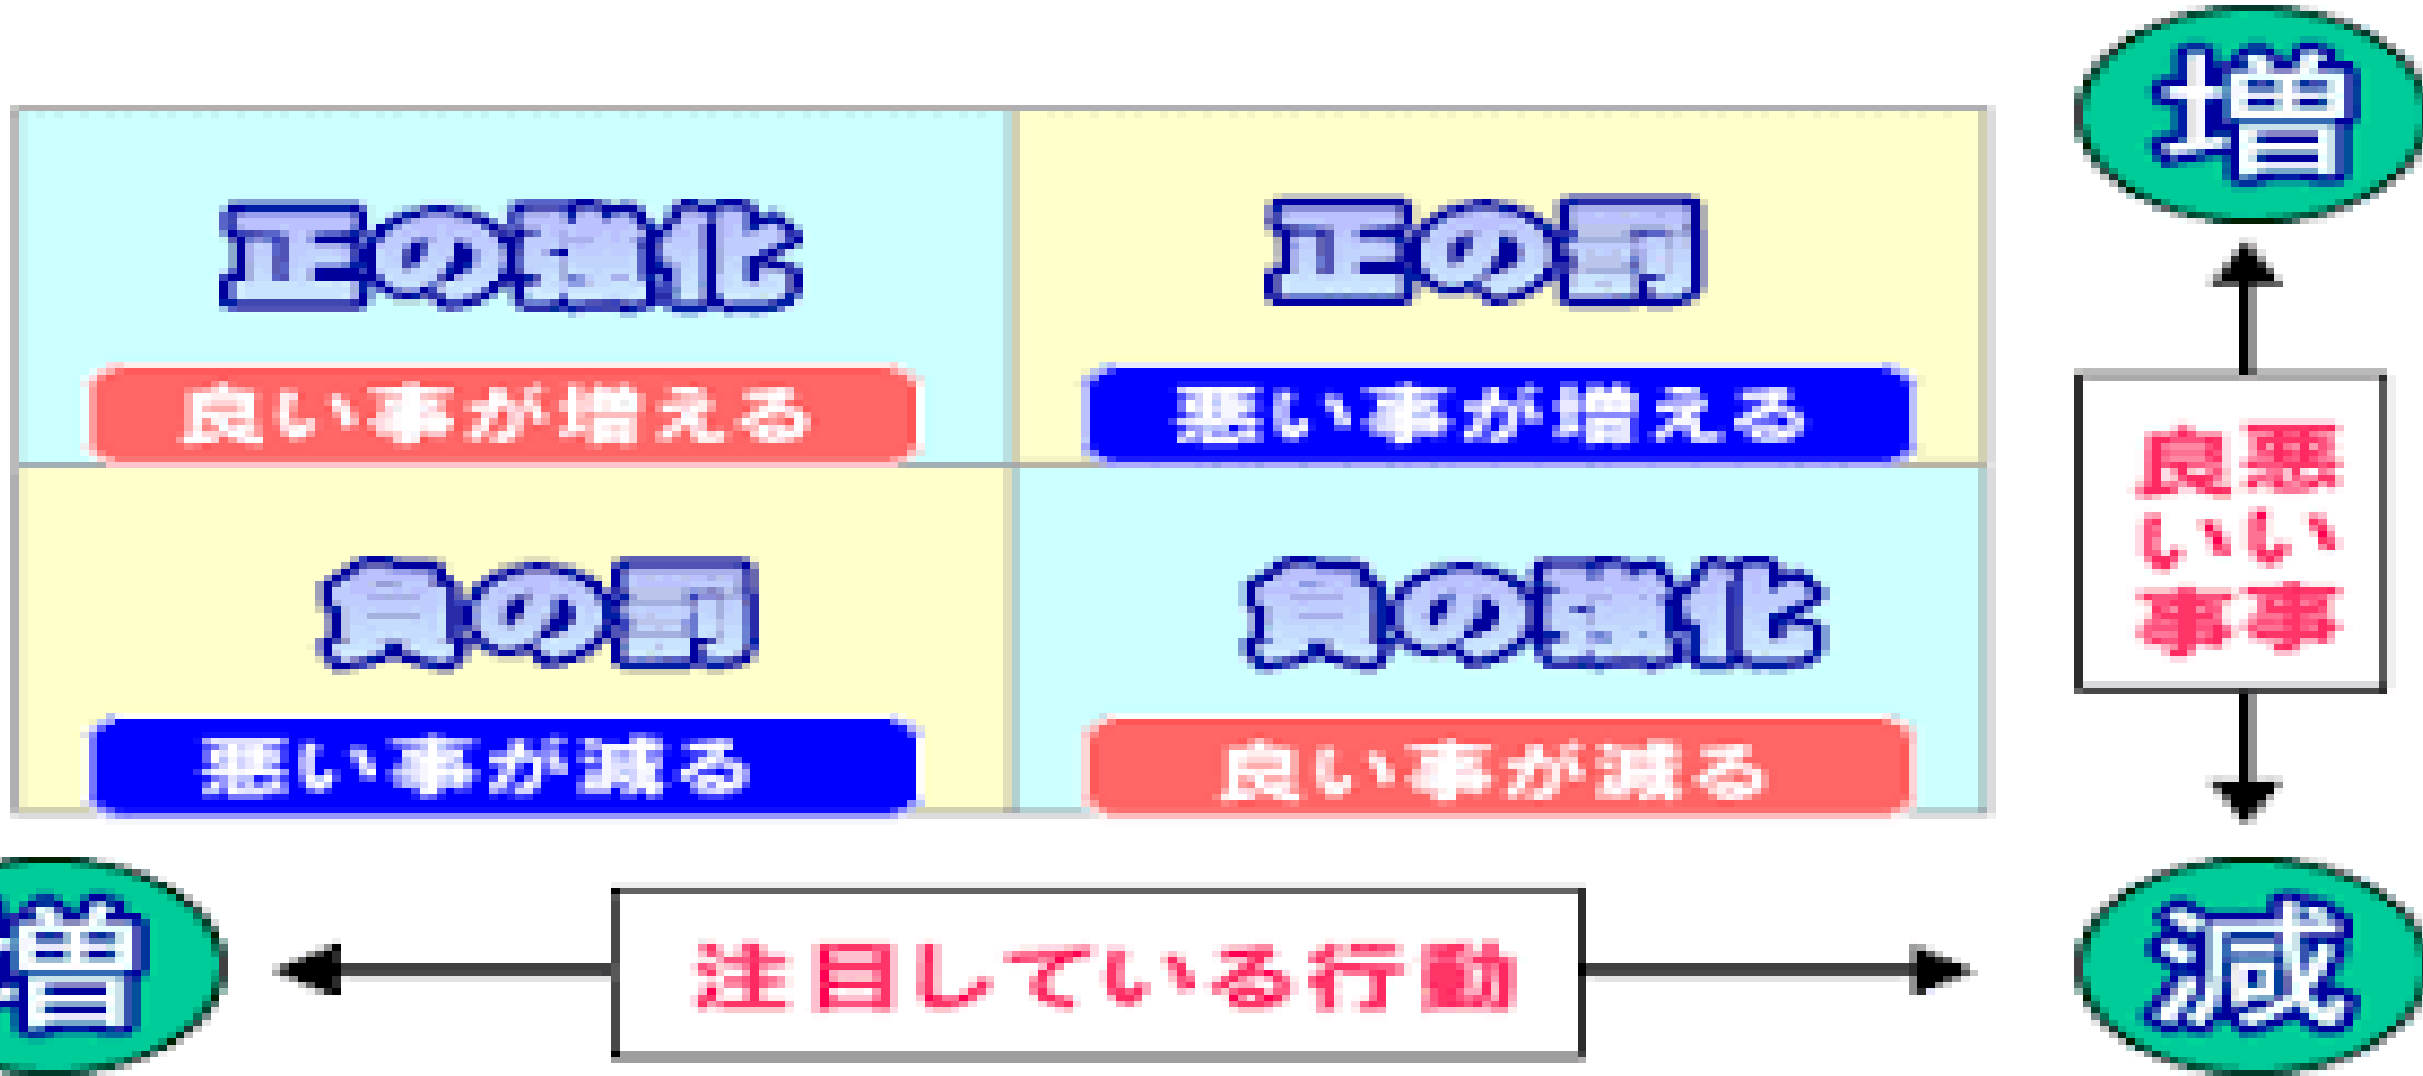 増
正の強化
正の罰
良い事が増える
悪い事が増える
悪い事
良い事
負の罰
負の強化
悪い事が減る
良い事が減る
増
注目している行動
減